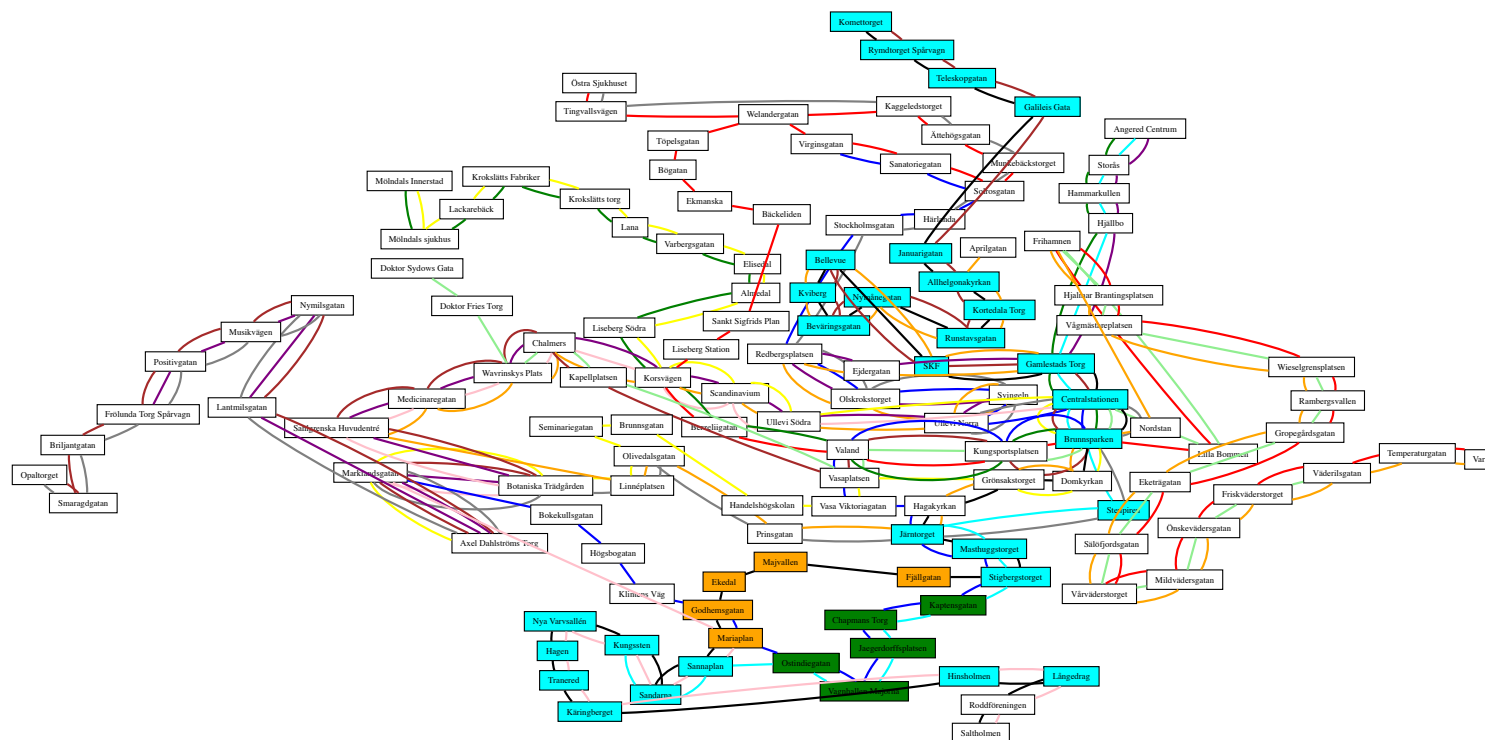 Komettorget
Rymdtorget Spårvagn
Teleskopgatan
Östra Sjukhuset
Tingvallsvägen
Kaggeledstorget
Galileis Gata
Welandergatan
Angered Centrum
Töpelsgatan
Virginsgatan
Ättehögsgatan
Storås
Bögatan
Sanatoriegatan
Munkebäckstorget
Mölndals Innerstad
Krokslätts Fabriker
Hammarkullen
Solrosgatan
Lackarebäck
Krokslätts torg
Ekmanska
Bäckeliden
Härlanda
Hjällbo
Lana
Stockholmsgatan
Mölndals sjukhus
Varbergsgatan
Aprilgatan
Frihamnen
Januarigatan
Bellevue
Doktor Sydows Gata
Elisedal
Allhelgonakyrkan
Almedal
Kviberg
Nymånegatan
Hjalmar Brantingsplatsen
Nymilsgatan
Doktor Fries Torg
Kortedala Torg
Musikvägen
Liseberg Södra
Sankt Sigfrids Plan
Beväringsgatan
Vågmästareplatsen
Runstavsgatan
Chalmers
Liseberg Station
Redbergsplatsen
Positivgatan
Wavrinskys Plats
Kapellplatsen
Korsvägen
Ejdergatan
SKF
Gamlestads Torg
Wieselgrensplatsen
Medicinaregatan
Scandinavium
Olskrokstorget
Svingeln
Centralstationen
Rambergsvallen
Frölunda Torg Spårvagn
Lantmilsgatan
Sahlgrenska Huvudentré
Seminariegatan
Brunnsgatan
Berzeliigatan
Ullevi Södra
Ullevi Norra
Nordstan
Gropegårdsgatan
Briljantgatan
Olivedalsgatan
Valand
Kungsportsplatsen
Brunnsparken
Lilla Bommen
Temperaturgatan
Opaltorget
Marklandsgatan
Botaniska Trädgården
Linnéplatsen
Vasaplatsen
Grönsakstorget
Domkyrkan
Eketrägatan
Friskväderstorget
Väderilsgatan
Smaragdgatan
Bokekullsgatan
Handelshögskolan
Vasa Viktoriagatan
Hagakyrkan
Stenpiren
Axel Dahlströms Torg
Prinsgatan
Järntorget
Önskevädersgatan
Högsbogatan
Masthuggstorget
Sälöfjordsgatan
Majvallen
Fjällgatan
Stigbergstorget
Mildvädersgatan
Ekedal
Klintens Väg
Godhemsgatan
Kaptensgatan
Vårväderstorget
Nya Varvsallén
Chapmans Torg
Mariaplan
Hagen
Kungssten
Jaegerdorffsplatsen
Sannaplan
Ostindiegatan
Tranered
Hinsholmen
Långedrag
Sandarna
Vagnhallen Majorna
Käringberget
Roddföreningen
Saltholmen